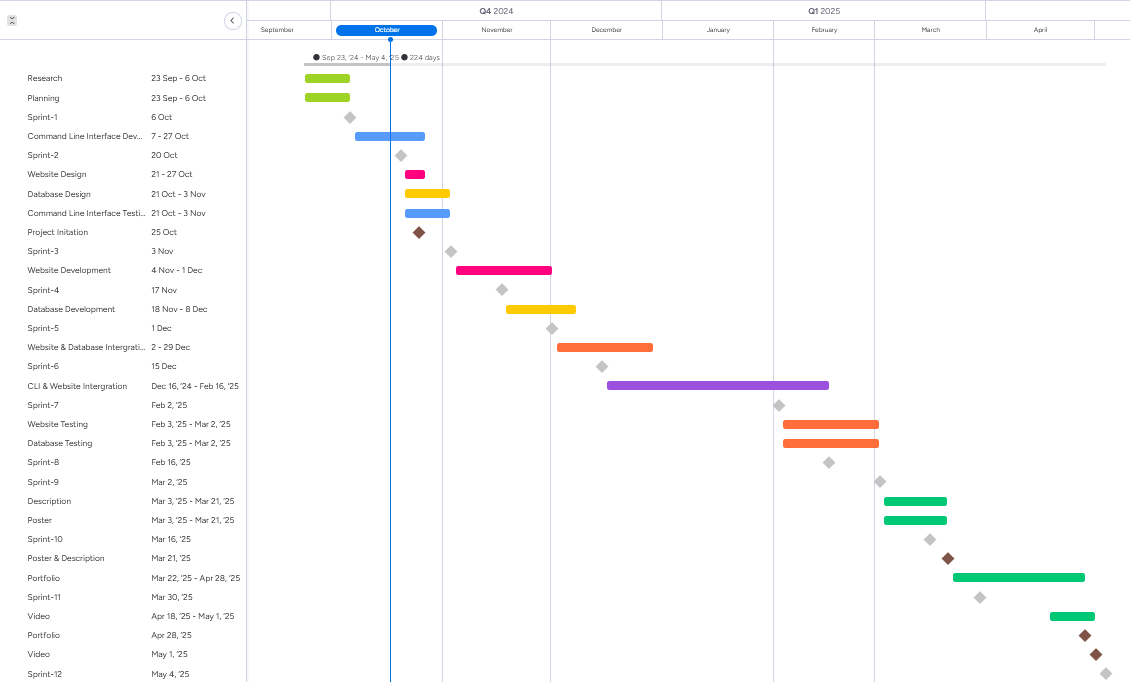 Q4 2024 Q1 2025
September October November December January February March April
Sep 23, '24 - May 4, '25 224 days
Research 23 Sep - 6 Oct
Planning 23 Sep - 6 Oct
Sprint-1 6 Oct
Command Line Interface Dev... 7 - 27 Oct
Sprint-2 20 Oct
Website Design 21 - 27 Oct
Database Design 21 Oct - 3 Nov
Command Line Interface Testi... 21 Oct - 3 Nov
Project Initation 25 Oct
Sprint-3 3 Nov
Website Development 4 Nov - 1 Dec
Sprint-4 17 Nov
Database Development 18 Nov - 8 Dec
Sprint-5 1 Dec
Website & Database Intergrati... 2 - 29 Dec
Sprint-6 15 Dec
CLI & Website Intergration Dec 16, '24 - Feb 16, '25
Sprint-7 Feb 2, '25
Website Testing Feb 3, '25 - Mar 2, '25
Database Testing Feb 3, '25 - Mar 2, '25
Sprint-8 Feb 16, '25
Sprint-9 Mar 2, '25
Description Mar 3, '25 - Mar 21, '25
Poster Mar 3, '25 - Mar 21, '25
Sprint-10 Mar 16, '25
Poster & Description Mar 21, '25
Portfolio Mar 22, '25 - Apr 28, '25
Sprint-11 Mar 30, '25
Video Apr 18, '25 - May 1, '25
Portfolio Apr 28, '25
Video May 1, '25
Sprint-12 May 4, '25